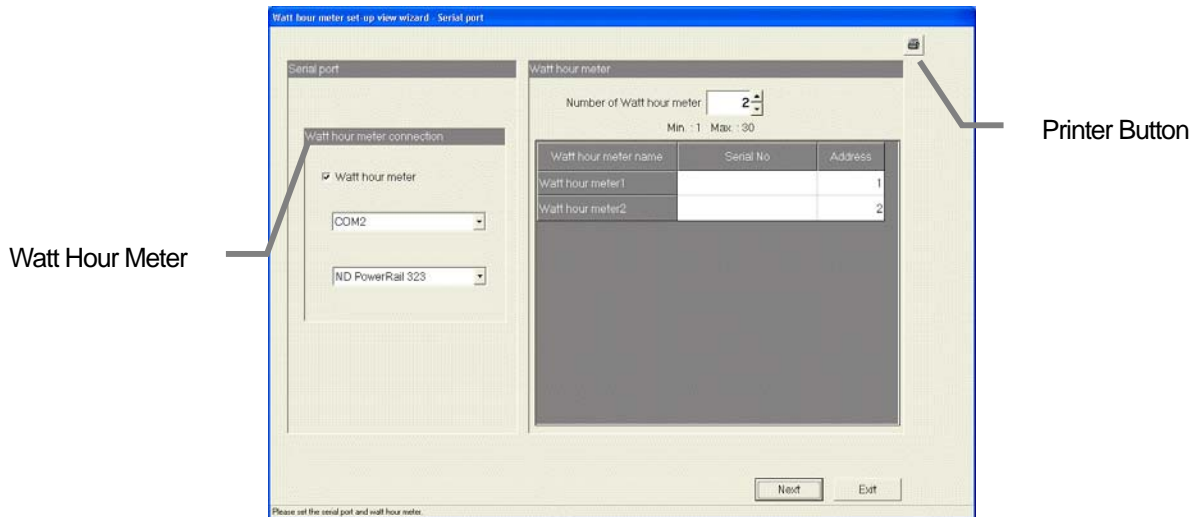 Watt hour meter set-up view wizard - Serial port
Serial port
Watt hour meter connection
Watt hour meter
COM2
ND PowerRail 323
Watt hour meter
Number of Watt hour meter 2
Min. : 1 Max. : 30
Watt hour meter name Serial No Address
Watt hour meter1 1
Watt hour meter2 2
Next Exit
Please set the serial port and watt hour meter.
Printer Button
Watt Hour Meter